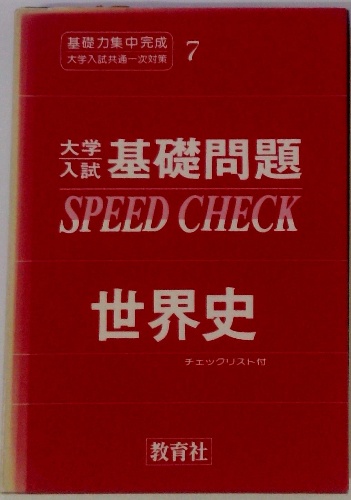 基礎力集中完成
大学入試共通一次対策
7
大学
入試
基礎問題
SPEED CHECK
世界史
チェックリスト付
教育社